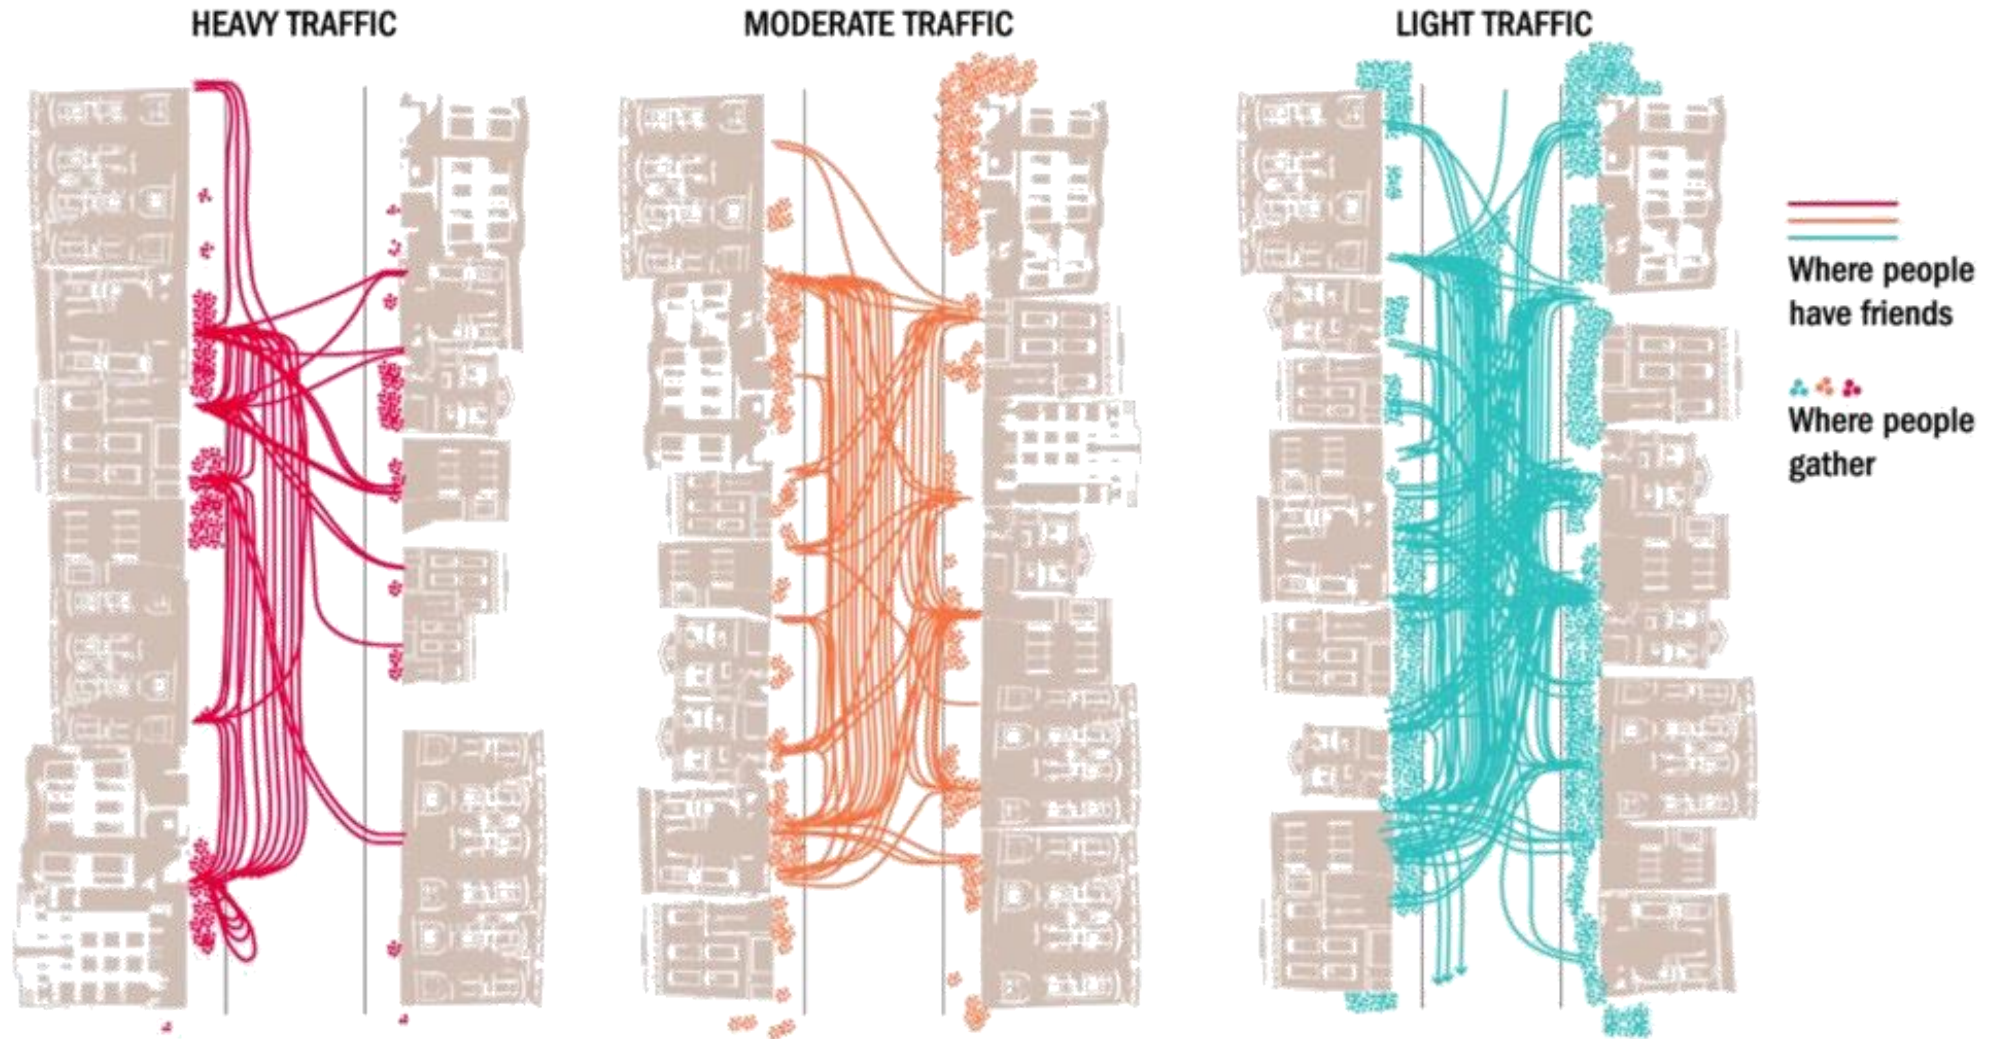 HEAVY TRAFFIC
MODERATE TRAFFIC
LIGHT TRAFFIC
Where people
have friends
Where people
gather